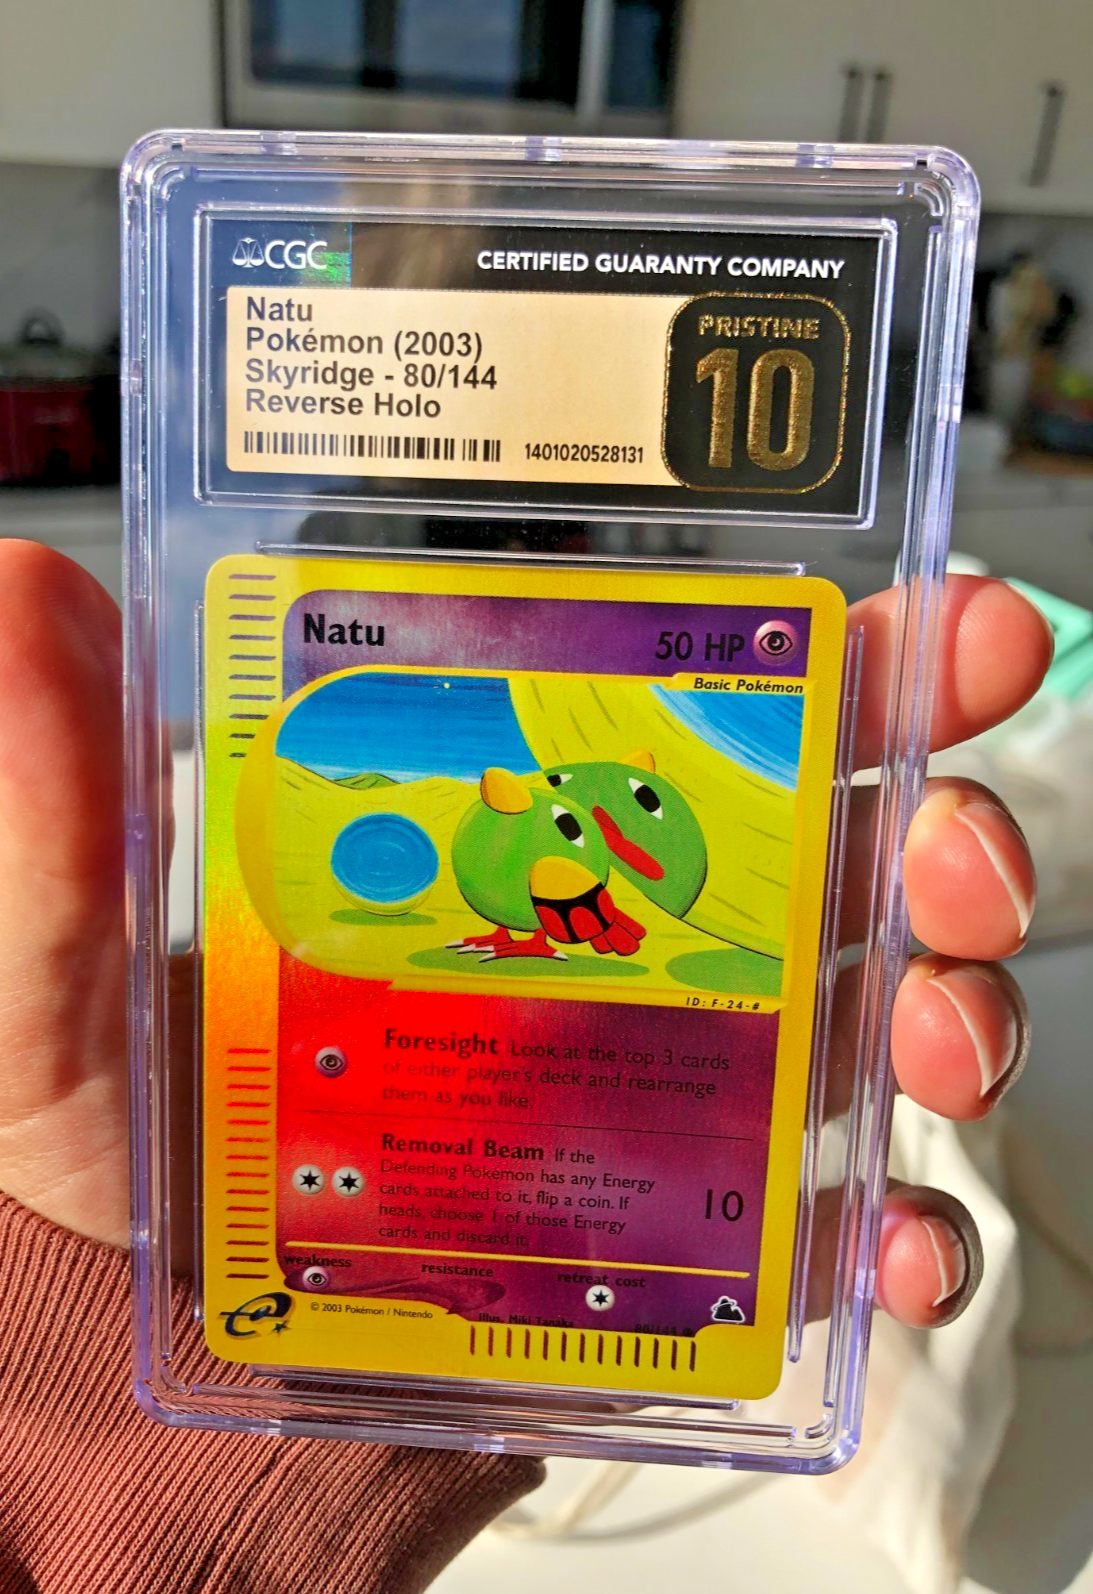 CGC
CERTIFIED GUARANTY COMPANY
Natu
Pokémon (2003)
Skyridge - 80/144
Reverse Holo
1401020528131
PRISTINE
10
Natu
50 HP
Basic Pokémon
ID: F-24-#
Foresight Look at the top 3 cards
of either player's deck and rearrange
them as you like.
Removal Beam If the
Defending Pokémon has any Energy
cards attached to it, flip a coin. If
heads, choose 1 of those Energy
cards and discard it.
10
weakness
resistance
retreat cost
© 2003 Pokémon / Nintendo
Illus. Miki Tanaka
80/144
e